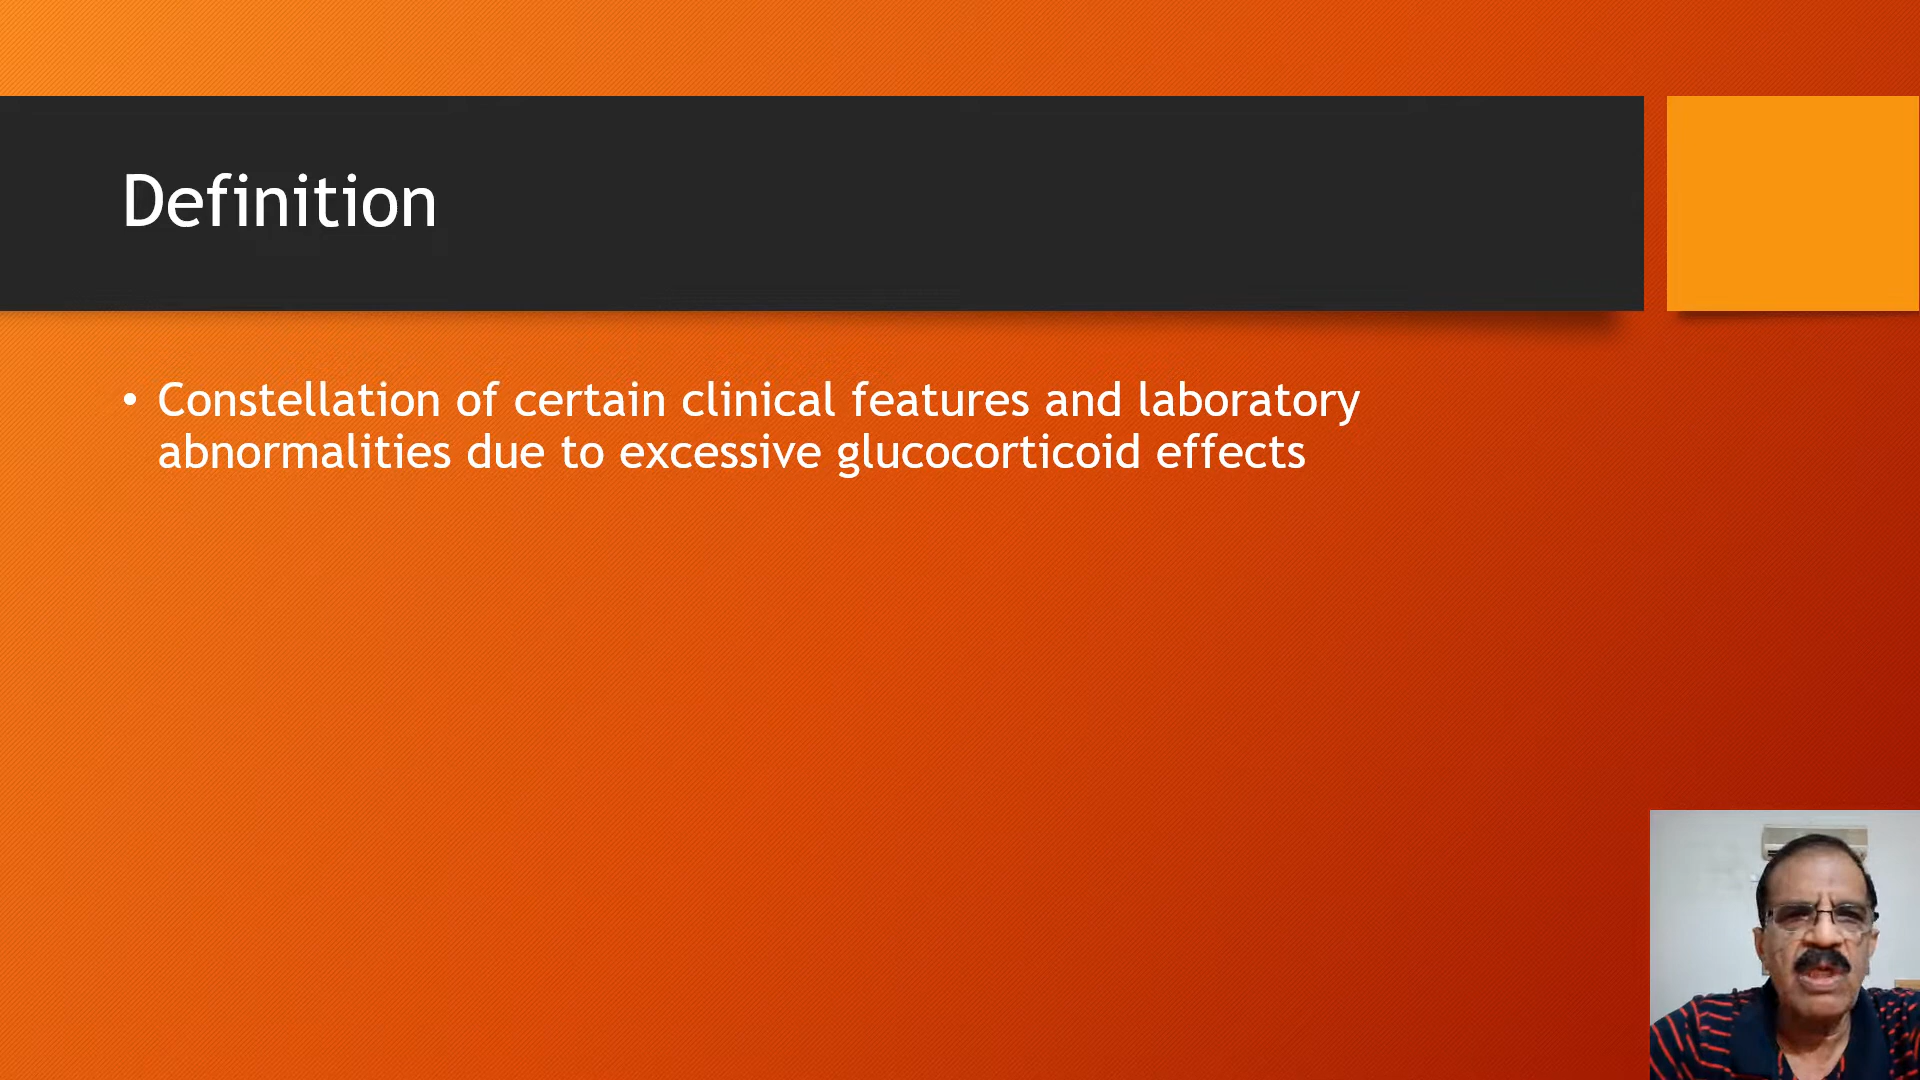 Definition
• Constellation of certain clinical features and laboratory
abnormalities due to excessive glucocorticoid effects